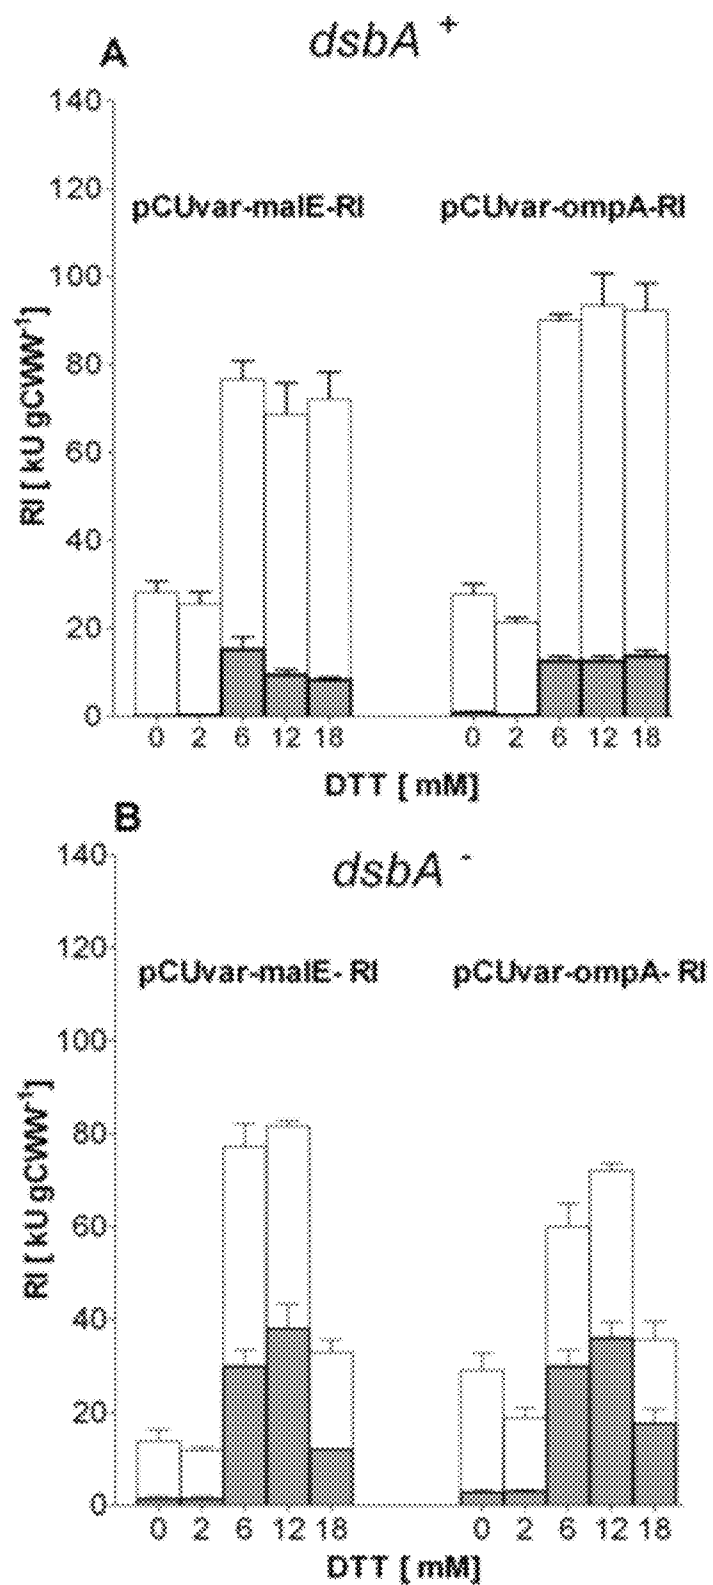 A
dsbA +
140
120
100
80
60
40
20
0
RI [ kU gCWW-1]
pCUvar-malE-RI
pCUvar-ompA-RI
0 2 6 12 18
0 2 6 12 18
DTT [ mM]
B
dsbA -
140
120
100
80
60
40
20
0
RI [ kU gCWW-1]
pCUvar-malE- RI
pCUvar-ompA- RI
0 2 6 12 18
0 2 6 12 18
DTT [ mM]